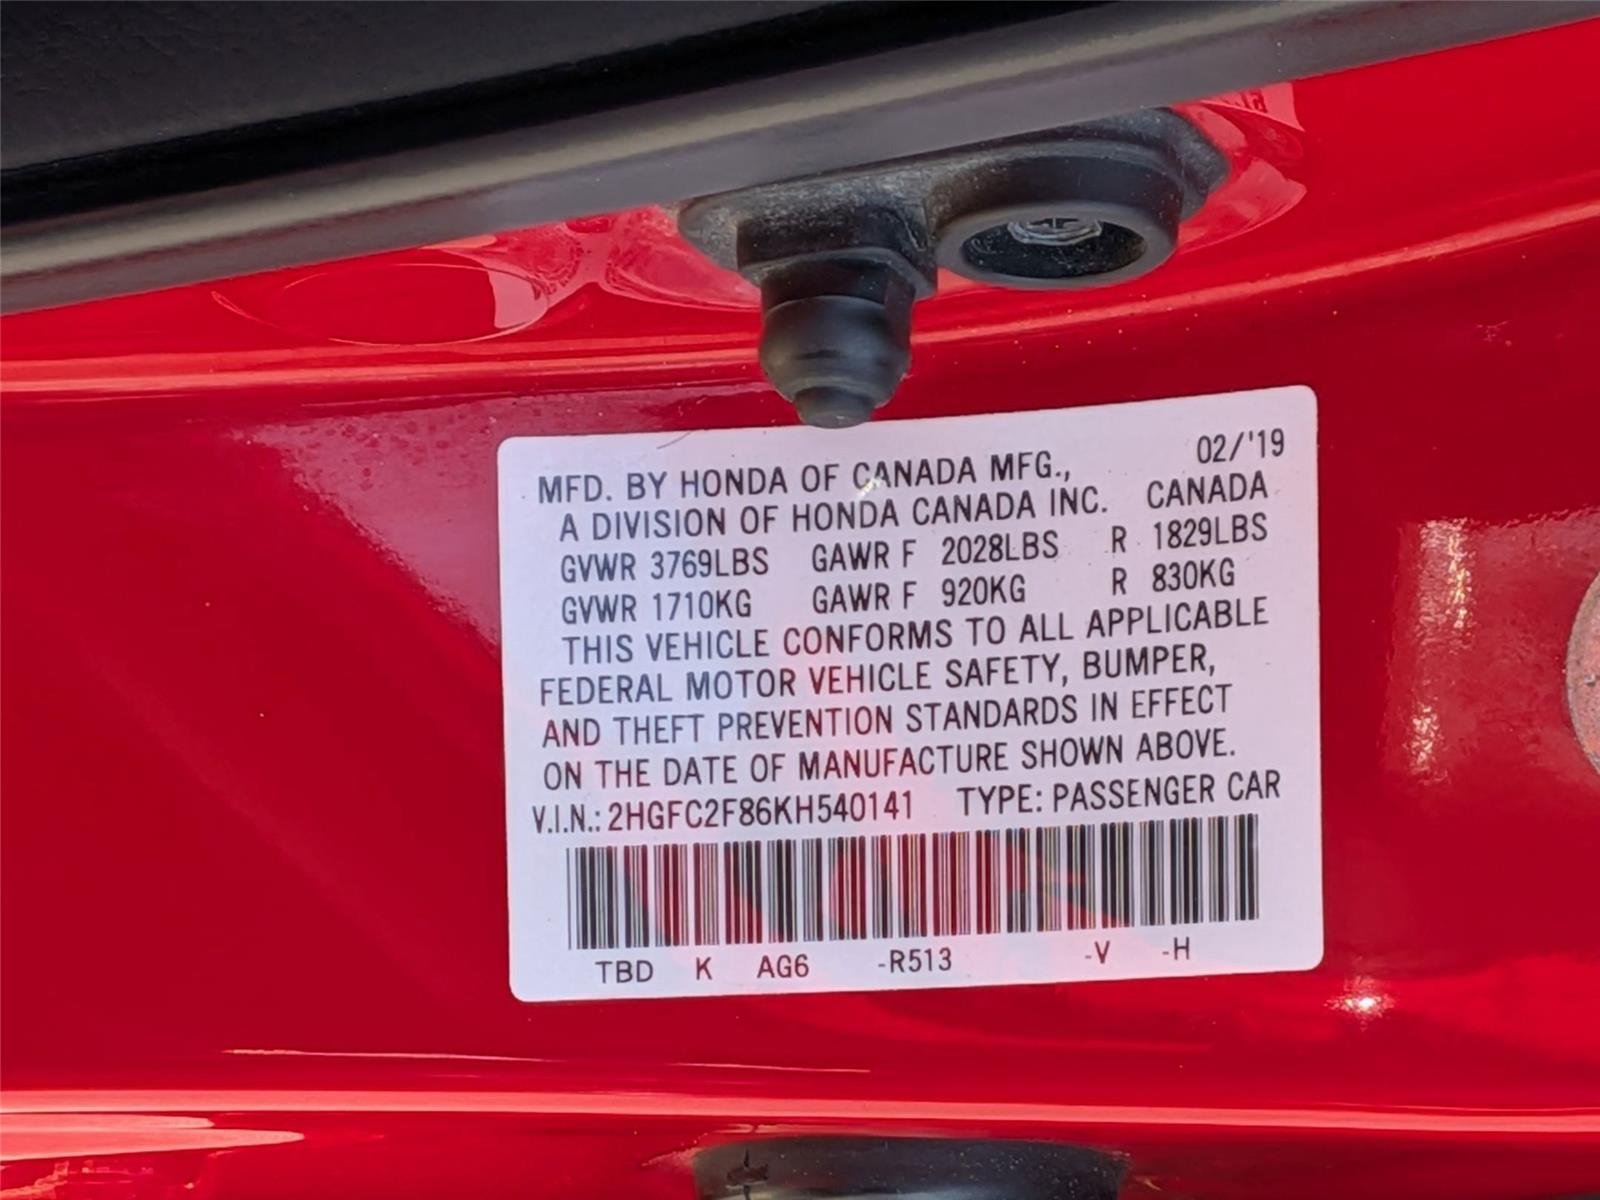 02/'19
MFD. BY HONDA OF CANADA MFG.,
A DIVISION OF HONDA CANADA INC. CANADA
GVWR 3769LBS GAWR F 2028LBS R 1829LBS
GVWR 1710KG GAWR F 920KG R 830KG
THIS VEHICLE CONFORMS TO ALL APPLICABLE
FEDERAL MOTOR VEHICLE SAFETY, BUMPER,
AND THEFT PREVENTION STANDARDS IN EFFECT
ON THE DATE OF MANUFACTURE SHOWN ABOVE.
V.I.N.: 2HGFC2F86KH540141 TYPE: PASSENGER CAR
TBD K AG6 -R513 -V -H